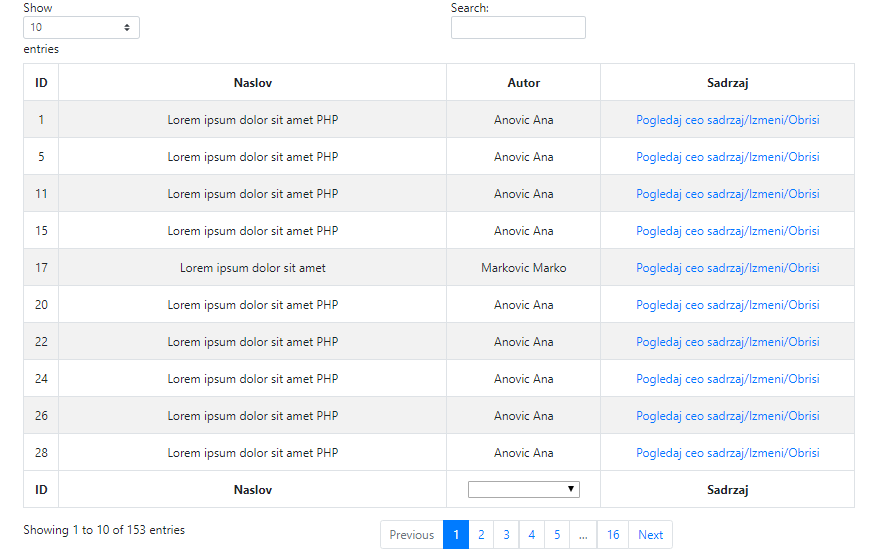 Show
Search:
10
entries
ID Naslov Autor Sadrzaj
1 Lorem ipsum dolor sit amet PHP Anovic Ana Pogledaj ceo sadrzaj/Izmeni/Obrisi
5 Lorem ipsum dolor sit amet PHP Anovic Ana Pogledaj ceo sadrzaj/Izmeni/Obrisi
11 Lorem ipsum dolor sit amet PHP Anovic Ana Pogledaj ceo sadrzaj/Izmeni/Obrisi
15 Lorem ipsum dolor sit amet PHP Anovic Ana Pogledaj ceo sadrzaj/Izmeni/Obrisi
17 Lorem ipsum dolor sit amet Markovic Marko Pogledaj ceo sadrzaj/Izmeni/Obrisi
20 Lorem ipsum dolor sit amet PHP Anovic Ana Pogledaj ceo sadrzaj/Izmeni/Obrisi
22 Lorem ipsum dolor sit amet PHP Anovic Ana Pogledaj ceo sadrzaj/Izmeni/Obrisi
24 Lorem ipsum dolor sit amet PHP Anovic Ana Pogledaj ceo sadrzaj/Izmeni/Obrisi
26 Lorem ipsum dolor sit amet PHP Anovic Ana Pogledaj ceo sadrzaj/Izmeni/Obrisi
28 Lorem ipsum dolor sit amet PHP Anovic Ana Pogledaj ceo sadrzaj/Izmeni/Obrisi
ID Naslov Sadrzaj
Showing 1 to 10 of 153 entries
Previous 1 2 3 4 5 ... 16 Next